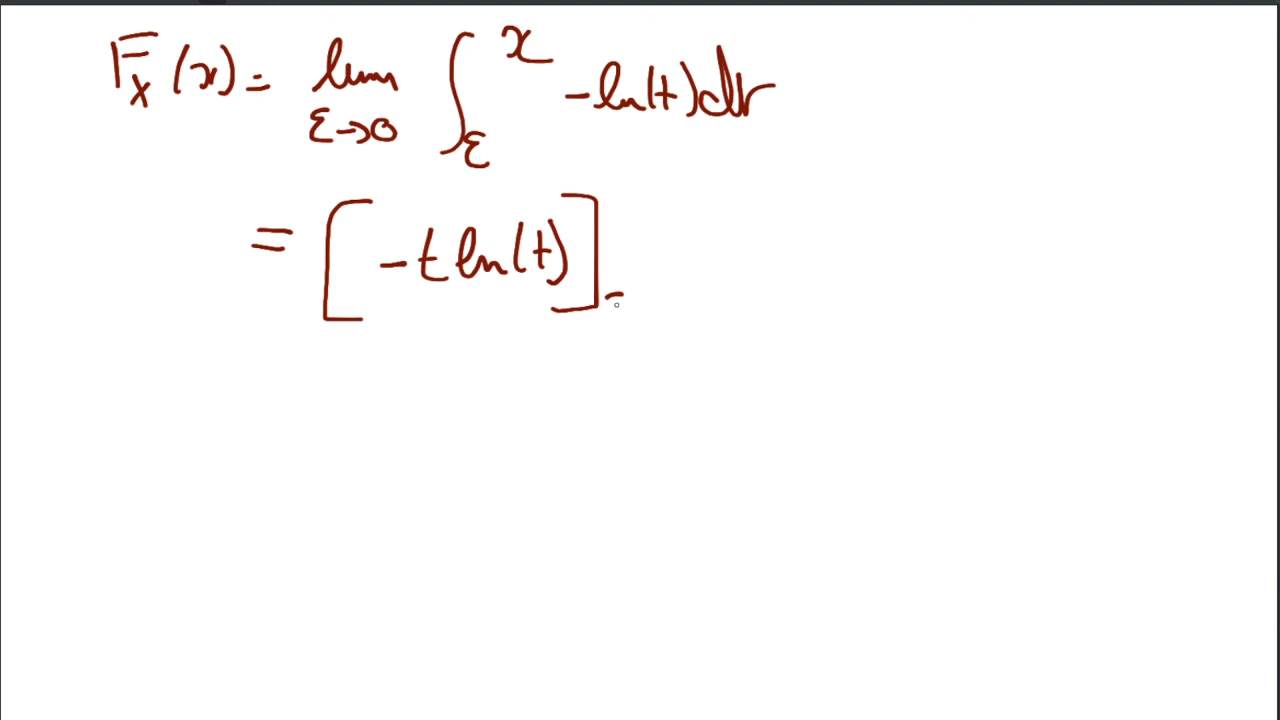 F_X(x) = lim_{ε→0} ∫_ε^x -ln(t)dt
= [-t ln(t)]